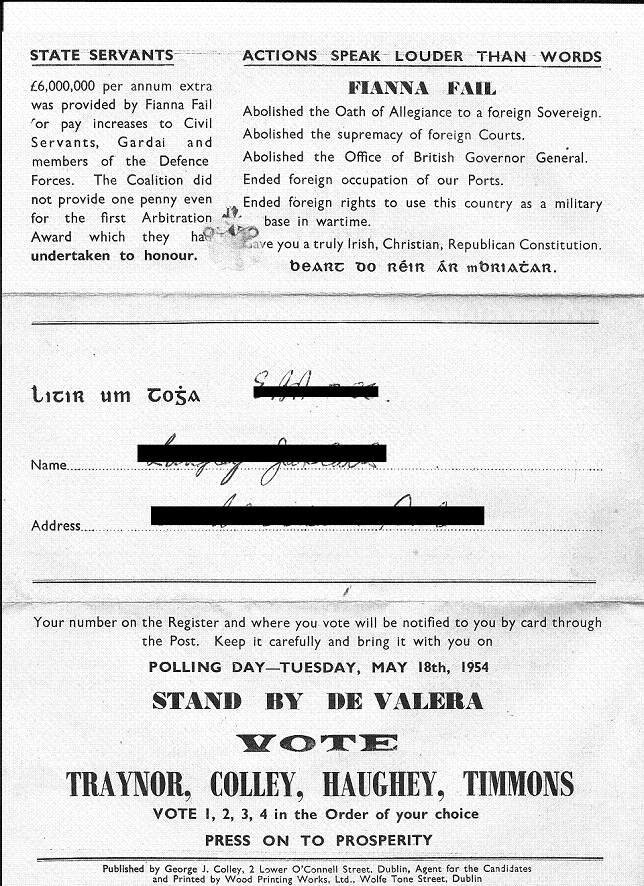 STATE SERVANTS
£6,000,000 per annum extra
was provided by Fianna Fail
for pay increases to Civil
Servants, Gardai and
members of the Defence
Forces. The Coalition did
not provide one penny even
for the first Arbitration
Award which they had
undertaken to honour.
ACTIONS SPEAK LOUDER THAN WORDS
FIANNA FAIL
Abolished the Oath of Allegiance to a foreign Sovereign.
Abolished the supremacy of foreign Courts.
Abolished the Office of British Governor General.
Ended foreign occupation of our Ports.
Ended foreign rights to use this country as a military
base in wartime.
Gave you a truly Irish, Christian, Republican Constitution.
beart do réir ár mbriaṫar.
Litir um Toġa
Name
Address
Your number on the Register and where you vote will be notified to you by card through
the Post. Keep it carefully and bring it with you on
POLLING DAY—TUESDAY, MAY 18th, 1954
STAND BY DE VALERA
VOTE
TRAYNOR, COLLEY, HAUGHEY, TIMMONS
VOTE 1, 2, 3, 4 in the Order of your choice
PRESS ON TO PROSPERITY
Published by George J. Colley, 2 Lower O'Connell Street, Dublin, Agent for the Candidates
and Printed by Wood Printing Works, Ltd., Wolfe Tone Street, Dublin